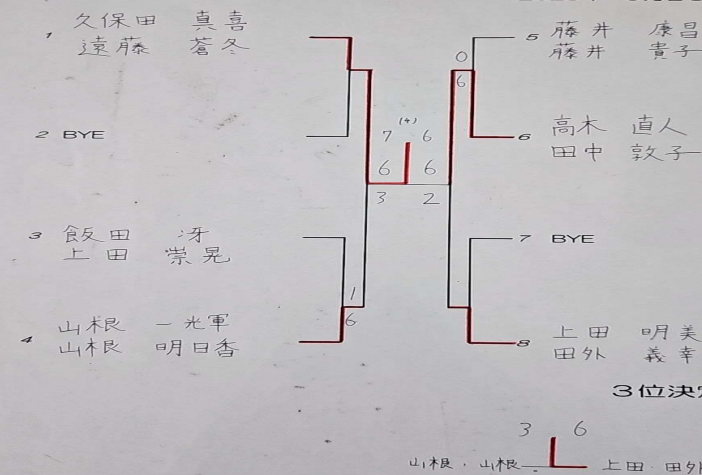 1 久保田 真喜
遠藤 蒼冬
2 BYE
3 飯田 冴
上田 崇晃
4 山根 一光軍
山根 明日香
5 藤井 康昌
藤井 貴子
6 高木 直人
田中 敦子
7 BYE
8 上田 明美
田外 義幸
0
6
(4)
7 6
6 6
3 2
1
6
3位決
3 6
山根・山根 上田・田外